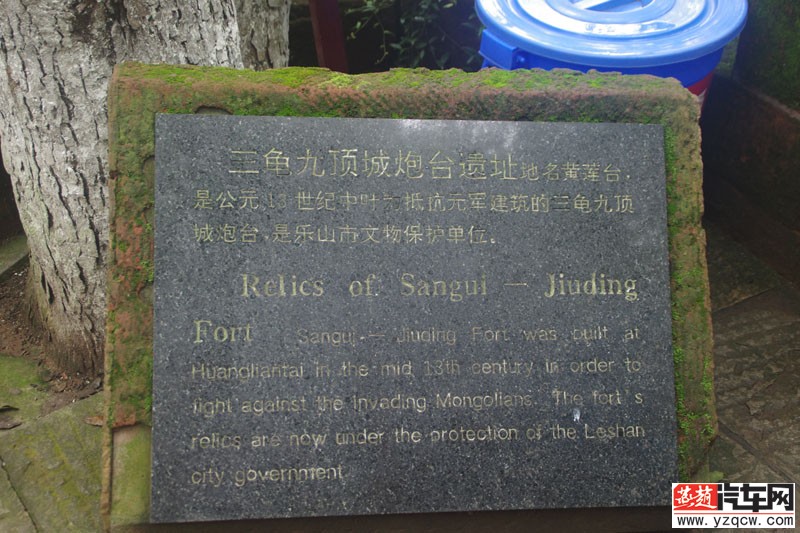 三龟九顶城炮台遗址地名黄莲台,
是公元13世纪中叶为抵抗元军建筑的三龟九顶
城炮台,是乐山市文物保护单位。
Relics of Sangui — Jiuding
Fort Sangui — Jiuding Fort was built at
Huangliantai in the mid 13th century in order to
fight against the invading Mongolians. The fort's
relics are now under the protection of the Leshan
city government
汽车网
www.yzqcw.com